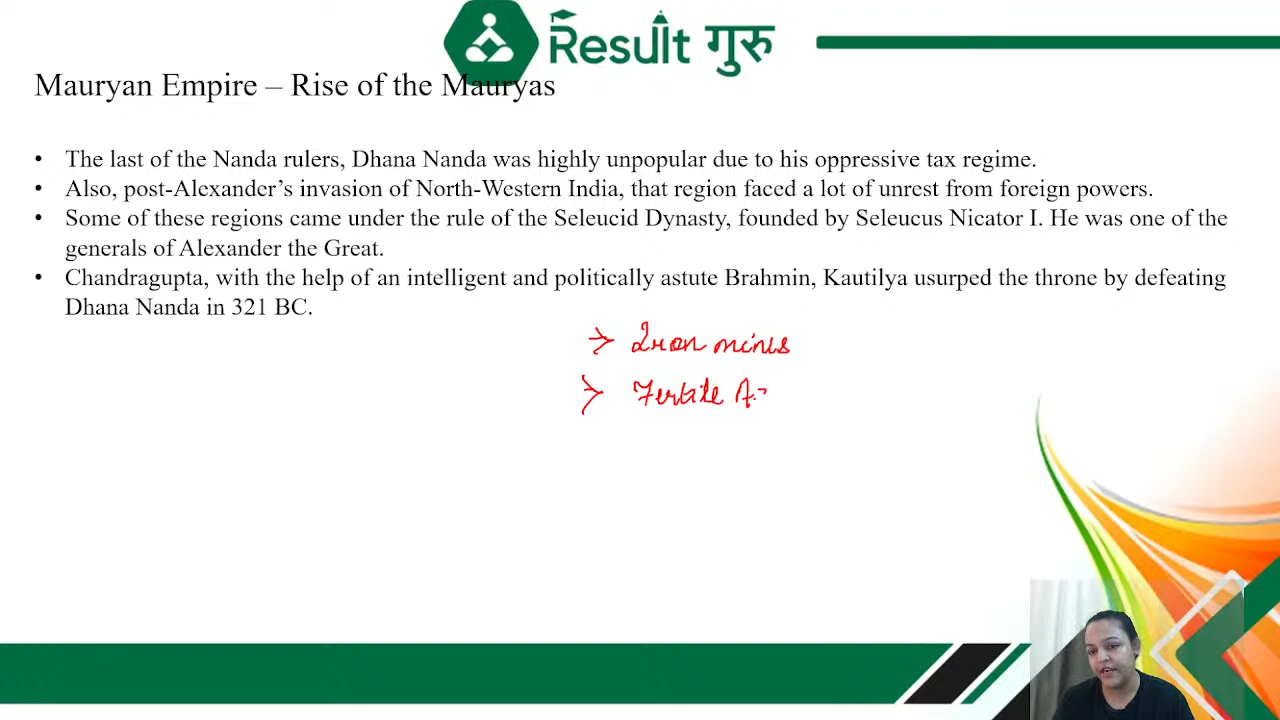 Result गुरु
Mauryan Empire – Rise of the Mauryas
• The last of the Nanda rulers, Dhana Nanda was highly unpopular due to his oppressive tax regime.
• Also, post-Alexander’s invasion of North-Western India, that region faced a lot of unrest from foreign powers.
• Some of these regions came under the rule of the Seleucid Dynasty, founded by Seleucus Nicator I. He was one of the
generals of Alexander the Great.
• Chandragupta, with the help of an intelligent and politically astute Brahmin, Kautilya usurped the throne by defeating
Dhana Nanda in 321 BC.
> Iron mines
> Fertile A